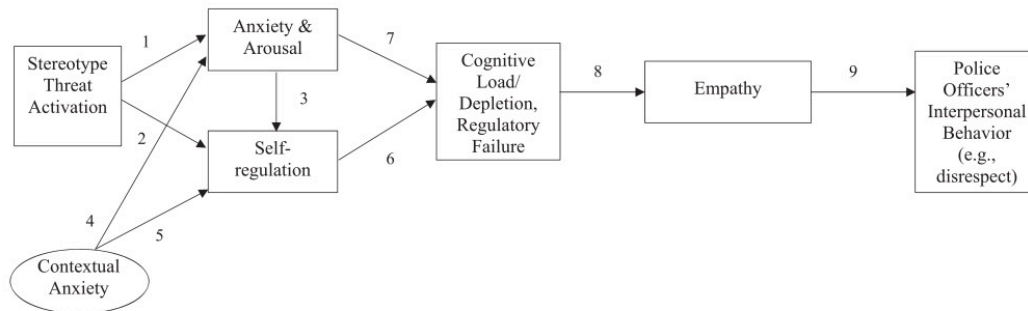 Stereotype
Threat
Activation
1
2
Anxiety &
Arousal
3
Self-
regulation
4
5
Contextual
Anxiety
7
6
Cognitive
Load/
Depletion,
Regulatory
Failure
8
Empathy
9
Police
Officers'
Interpersonal
Behavior
(e.g.,
disrespect)